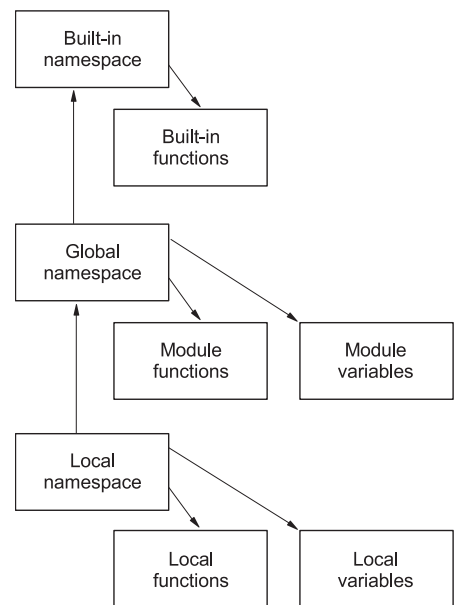 Built-in
namespace
Built-in
functions
Global
namespace
Module
functions
Module
variables
Local
namespace
Local
functions
Local
variables